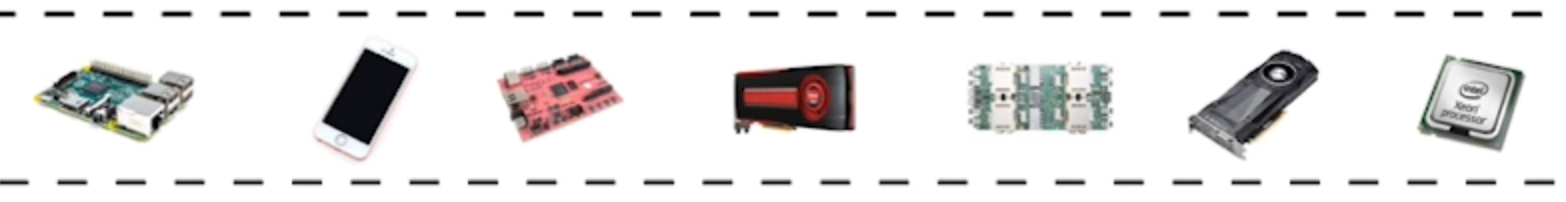 intel
Xeon
processor